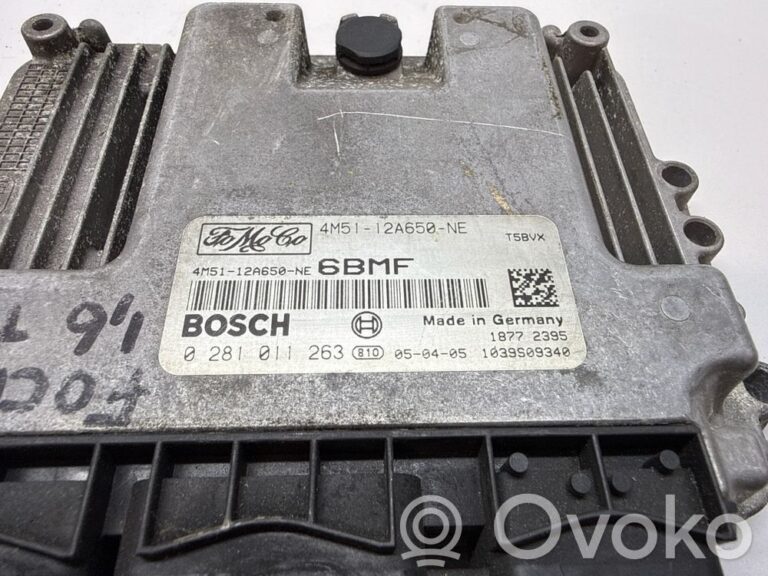 FoMoCo 4M51-12A650-NE T5BVX
4M51-12A650-NE 6BMF
BOSCH Made in Germany
1877 2395
0 281 011 263 810 05-04-05 1039S09340
1,6 T
FOC
Ovoko